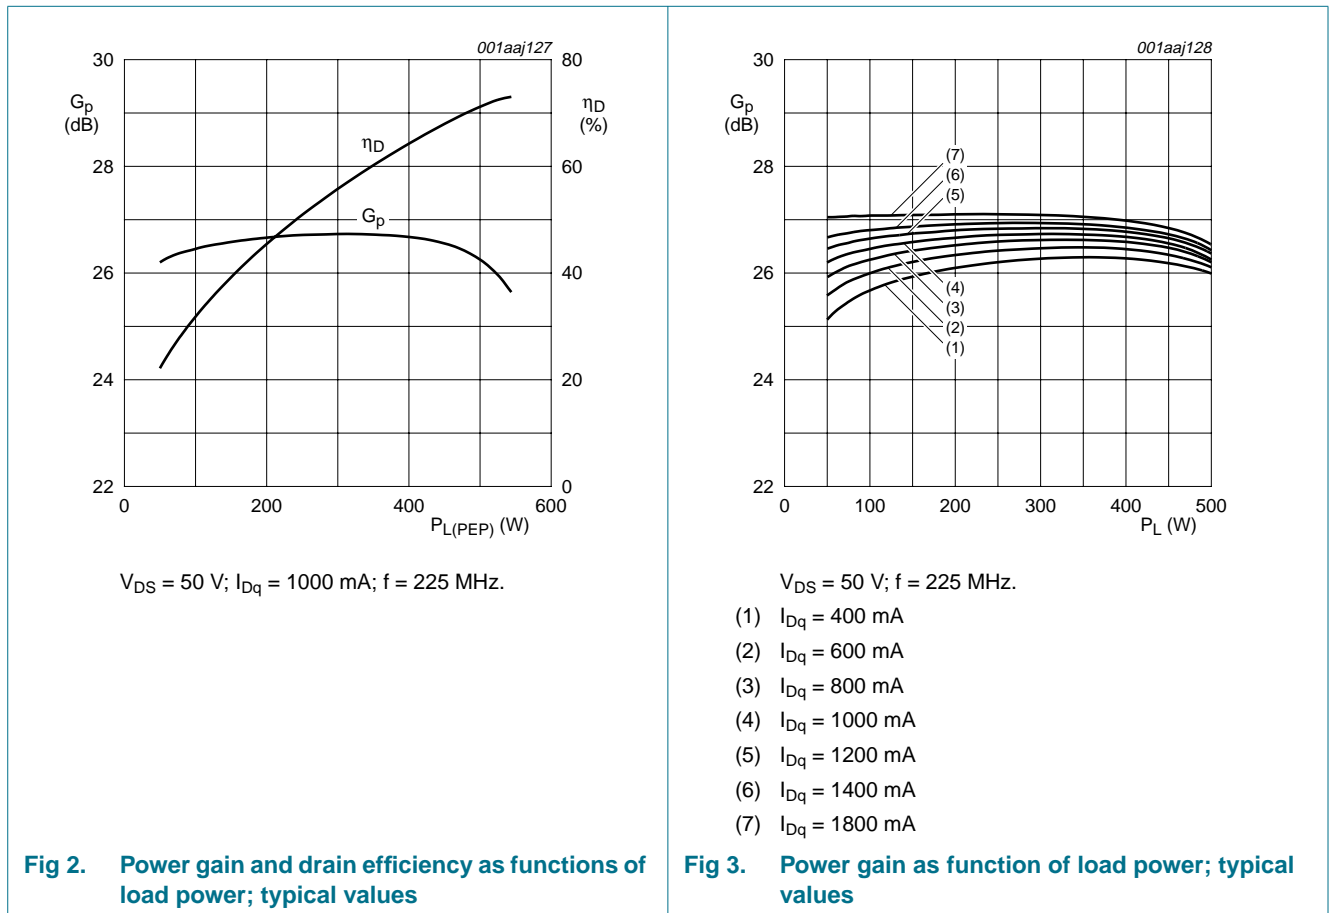 001aaj127
30
28
26
24
22
Gp
(dB)
80
60
40
20
0
ηD
(%)
ηD
Gp
0
200
400
600
PL(PEP) (W)
VDS = 50 V; IDq = 1000 mA; f = 225 MHz.
Fig 2. Power gain and drain efficiency as functions of
load power; typical values
001aaj128
30
28
26
24
22
Gp
(dB)
(7)
(6)
(5)
(4)
(3)
(2)
(1)
0
100
200
300
400
500
PL (W)
VDS = 50 V; f = 225 MHz.
(1) IDq = 400 mA
(2) IDq = 600 mA
(3) IDq = 800 mA
(4) IDq = 1000 mA
(5) IDq = 1200 mA
(6) IDq = 1400 mA
(7) IDq = 1800 mA
Fig 3. Power gain as function of load power; typical
values